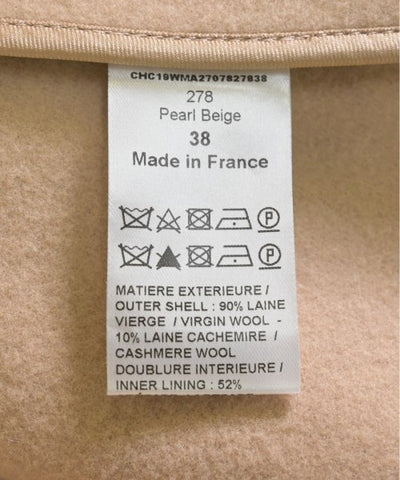 CHC19WMA2707827838
278
Pearl Beige
38
Made in France
P
P
MATIERE EXTERIEURE /
OUTER SHELL : 90% LAINE
VIERGE / VIRGIN WOOL -
10% LAINE CACHEMIRE /
CASHMERE WOOL
DOUBLURE INTERIEURE /
INNER LINING : 52%